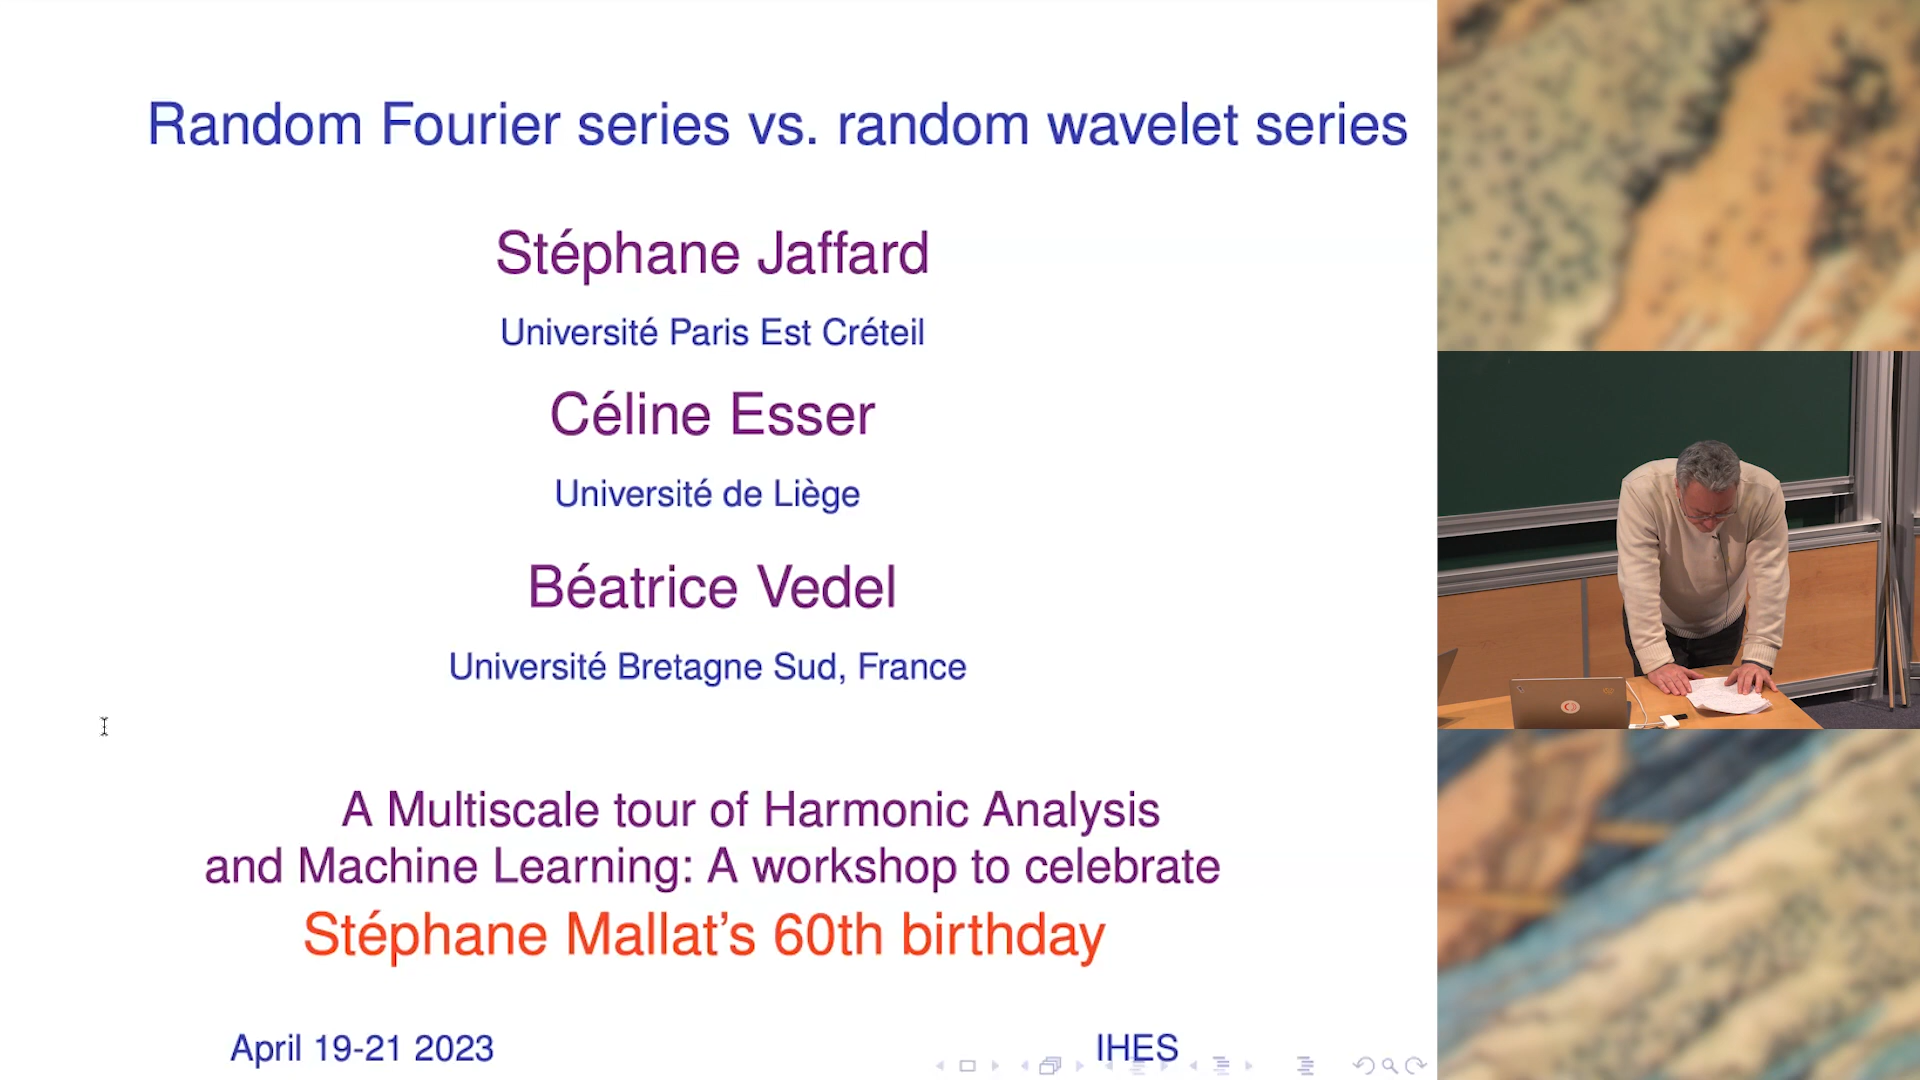 Random Fourier series vs. random wavelet series
Stéphane Jaffard
Université Paris Est Créteil
Céline Esser
Université de Liège
Béatrice Vedel
Université Bretagne Sud, France
A Multiscale tour of Harmonic Analysis
and Machine Learning: A workshop to celebrate
Stéphane Mallat's 60th birthday
April 19-21 2023
IHES